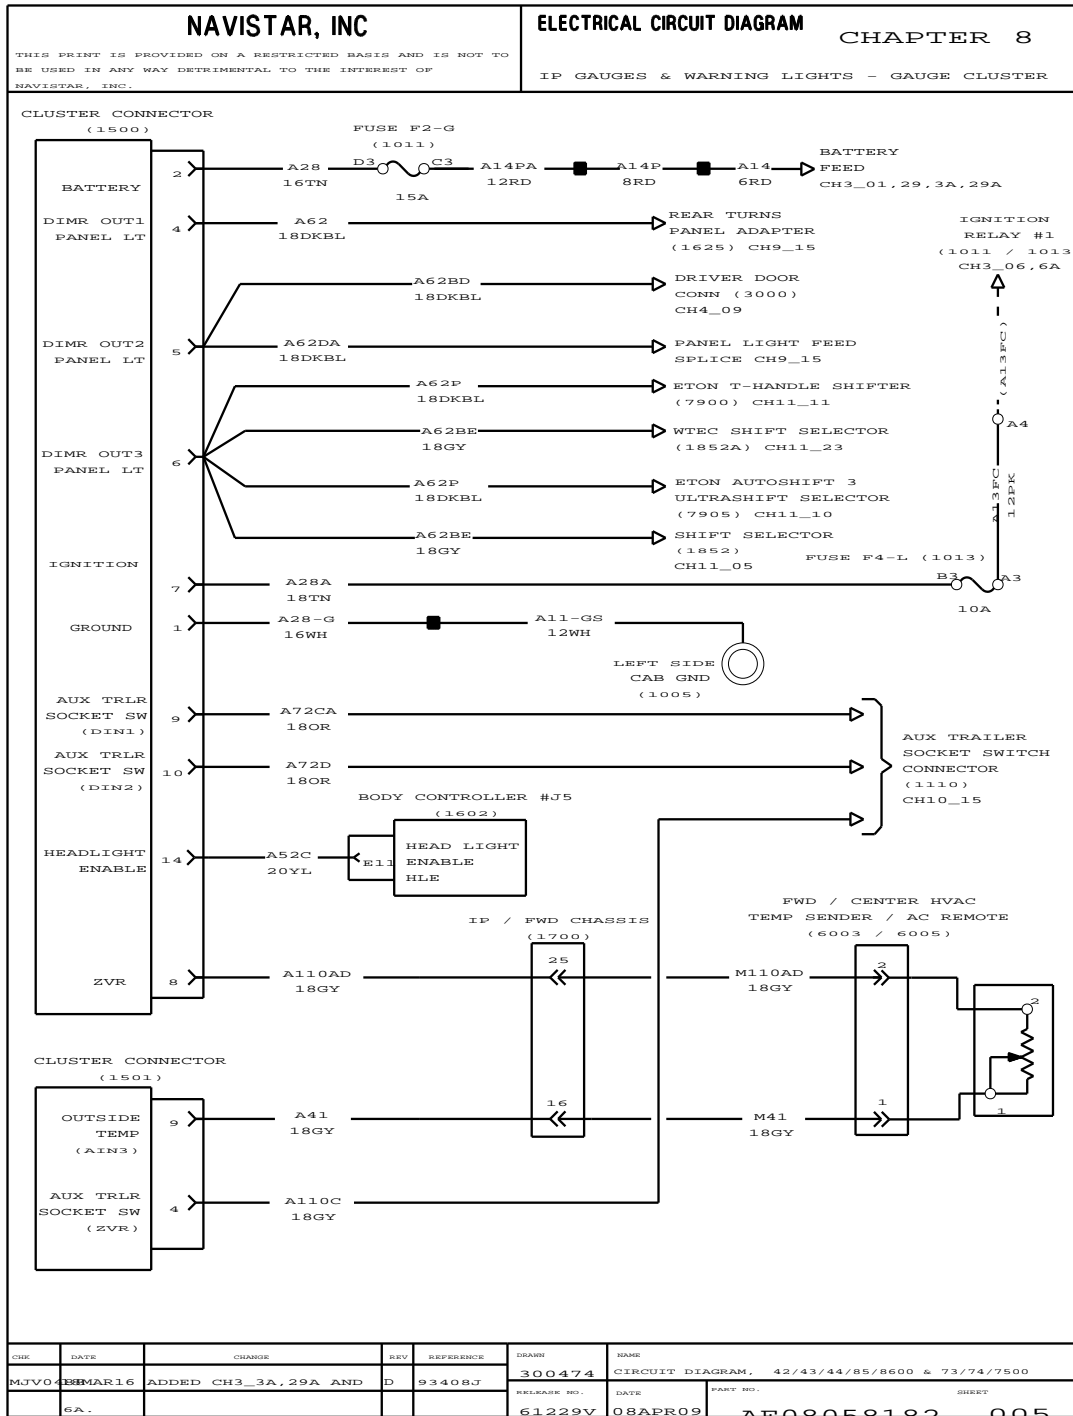 NAVISTAR, INC
THIS PRINT IS PROVIDED ON A RESTRICTED BASIS AND IS NOT TO
BE USED IN ANY WAY DETRIMENTAL TO THE INTEREST OF
NAVISTAR, INC.
ELECTRICAL CIRCUIT DIAGRAM
CHAPTER 8
IP GAUGES & WARNING LIGHTS - GAUGE CLUSTER
CLUSTER CONNECTOR
(1500)
BATTERY
2
A28
16TN
FUSE F2-G
(1011)
D3
C3
15A
A14PA
12RD
A14P
8RD
A14
6RD
BATTERY
FEED
CH3_01,29,3A,29A
DIMR OUT1
PANEL LT
4
A62
18DKBL
REAR TURNS
PANEL ADAPTER
(1625) CH9_15
IGNITION
RELAY #1
(1011 / 1013
CH3_06,6A
A62BD
18DKBL
DRIVER DOOR
CONN (3000)
CH4_09
DIMR OUT2
PANEL LT
5
A62DA
18DKBL
PANEL LIGHT FEED
SPLICE CH9_15
(A13FC)
A62P
18DKBL
ETON T-HANDLE SHIFTER
(7900) CH11_11
A4
A62BE
18GY
WTEC SHIFT SELECTOR
(1852A) CH11_23
DIMR OUT3
PANEL LT
6
A62P
18DKBL
ETON AUTOSHIFT 3
ULTRASHIFT SELECTOR
(7905) CH11_10
A13FC
12PK
A62BE
18GY
SHIFT SELECTOR
(1852)
CH11_05
FUSE F4-L (1013)
IGNITION
7
A28A
18TN
B3
A3
10A
GROUND
1
A28-G
16WH
A11-GS
12WH
LEFT SIDE
CAB GND
(1005)
AUX TRLR
SOCKET SW
(DIN1)
9
A72CA
18OR
AUX TRLR
SOCKET SW
(DIN2)
10
A72D
18OR
AUX TRAILER
SOCKET SWITCH
CONNECTOR
(1110)
CH10_15
BODY CONTROLLER #J5
(1602)
HEADLIGHT
ENABLE
14
A52C
20YL
E11
HEAD LIGHT
ENABLE
HLE
IP / FWD CHASSIS
(1700)
FWD / CENTER HVAC
TEMP SENDER / AC REMOTE
(6003 / 6005)
ZVR
8
A110AD
18GY
25
M110AD
18GY
2
2
CLUSTER CONNECTOR
(1501)
OUTSIDE
TEMP
(AIN3)
9
A41
18GY
16
M41
18GY
1
1
AUX TRLR
SOCKET SW
(ZVR)
4
A110C
18GY
CHK
DATE
CHANGE
REV
REFERENCE
DRAWN
NAME
300474
CIRCUIT DIAGRAM, 42/43/44/85/8600 & 73/74/7500
ADDED CH3_3A,29A AND
D
93408J
6A.
RELEASE NO.
DATE
PART NO.
SHEET
61229V
08APR09
AE08058182
005